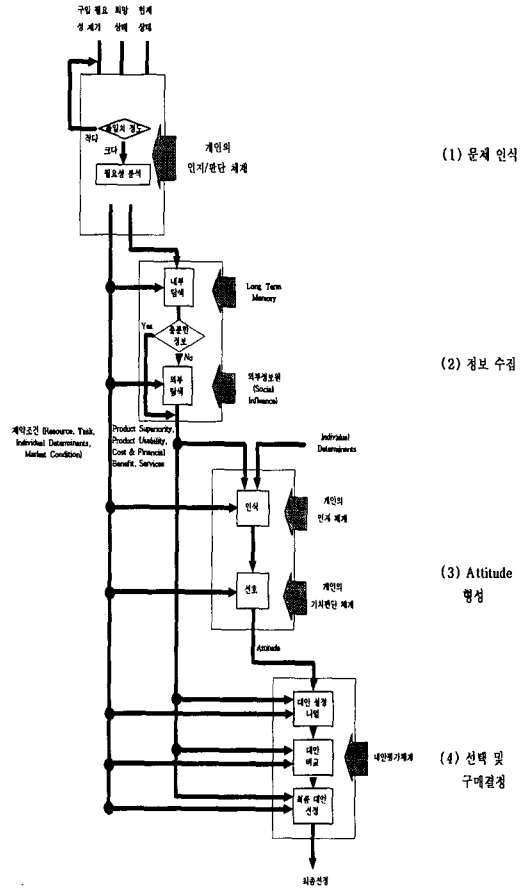 구입 필요
성 제기
희망
상태
현재
상태
불일치 정도
작다
크다
필요성 분석
개인의
인지/판단 체계
(1) 문제 인식
내부
탐색
Long Term
Memory
Yes
충분한
정보
No
외부
탐색
외부정보원
(Social
Influence)
(2) 정보 수집
제약조건 (Resource, Task,
Individual Determinants,
Market Condition)
Product Superiority,
Product Usability,
Cost & Financial
Benefit, Services
Individual
Determinants
인식
개인의
인지 체계
선호
개인의
가치판단 체계
(3) Attitude
형성
Attitude
대안 설정
니열
대안
비교
대안평가체계
최종 대안
선정
(4) 선택 및
구매결정
최종선정